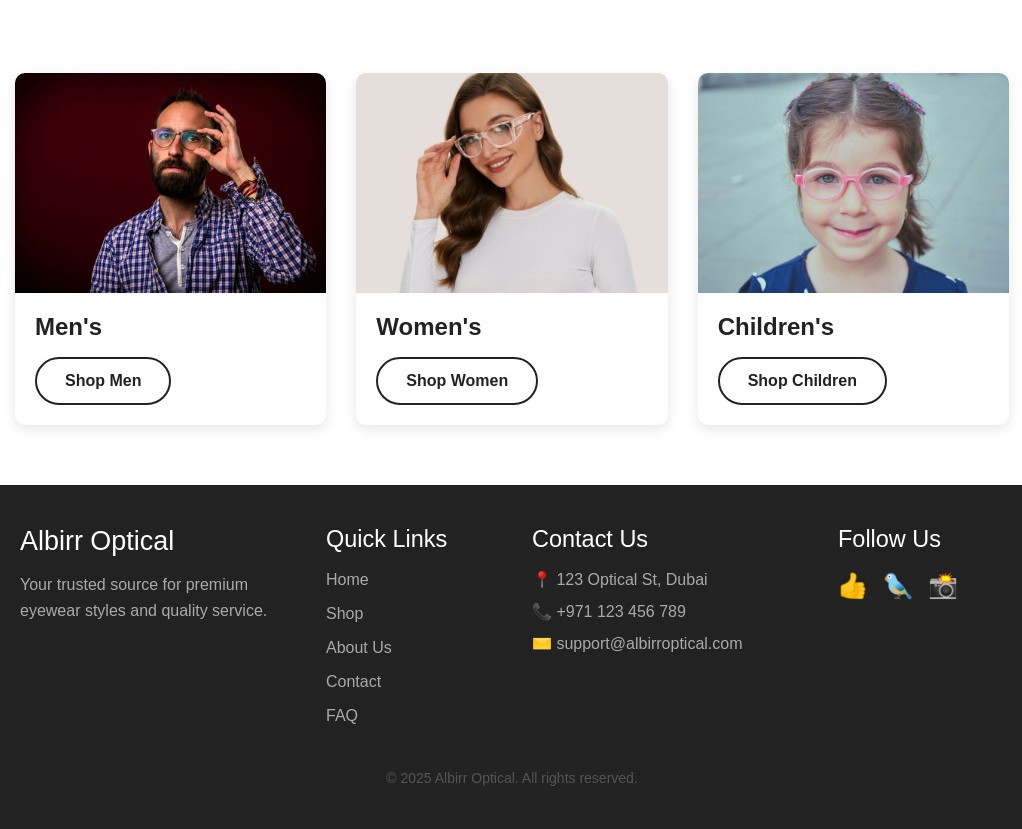 Men's
Shop Men
Women's
Shop Women
Children's
Shop Children
Albirr Optical
Your trusted source for premium
eyewear styles and quality service.
Quick Links
Home
Shop
About Us
Contact
FAQ
Contact Us
📍 123 Optical St, Dubai
📞 +971 123 456 789
✉️ support@albirroptical.com
Follow Us
👍 🐦 📸
© 2025 Albirr Optical. All rights reserved.